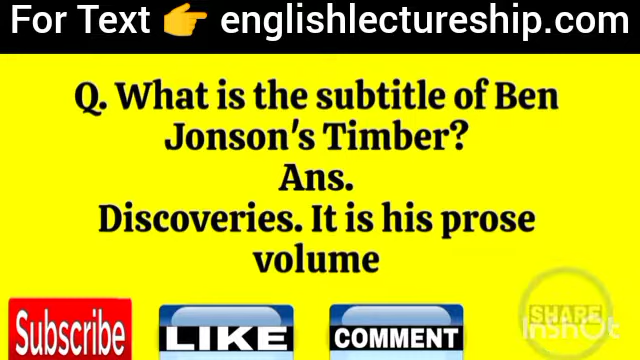 For Text 👉 englishlectureship.com
Q. What is the subtitle of Ben
Jonson's Timber?
Ans.
Discoveries. It is his prose
volume
Subscribe
LIKE
COMMENT
SHARE
InShOt